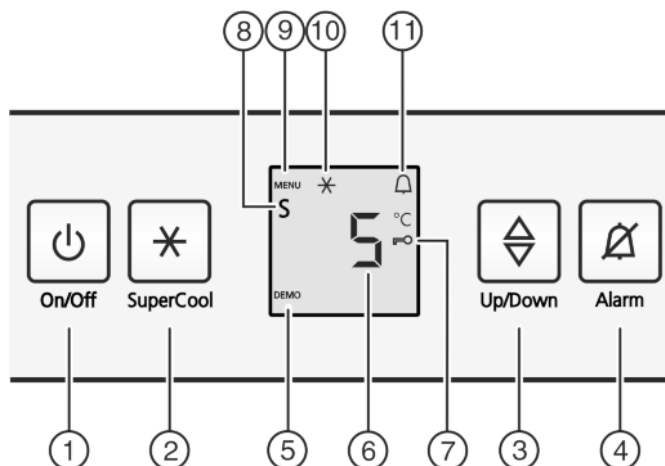 8 9 10 11
MENU
S
5 °C
DEMO
On/Off SuperCool Up/Down Alarm
1 2 5 6 7 3 4